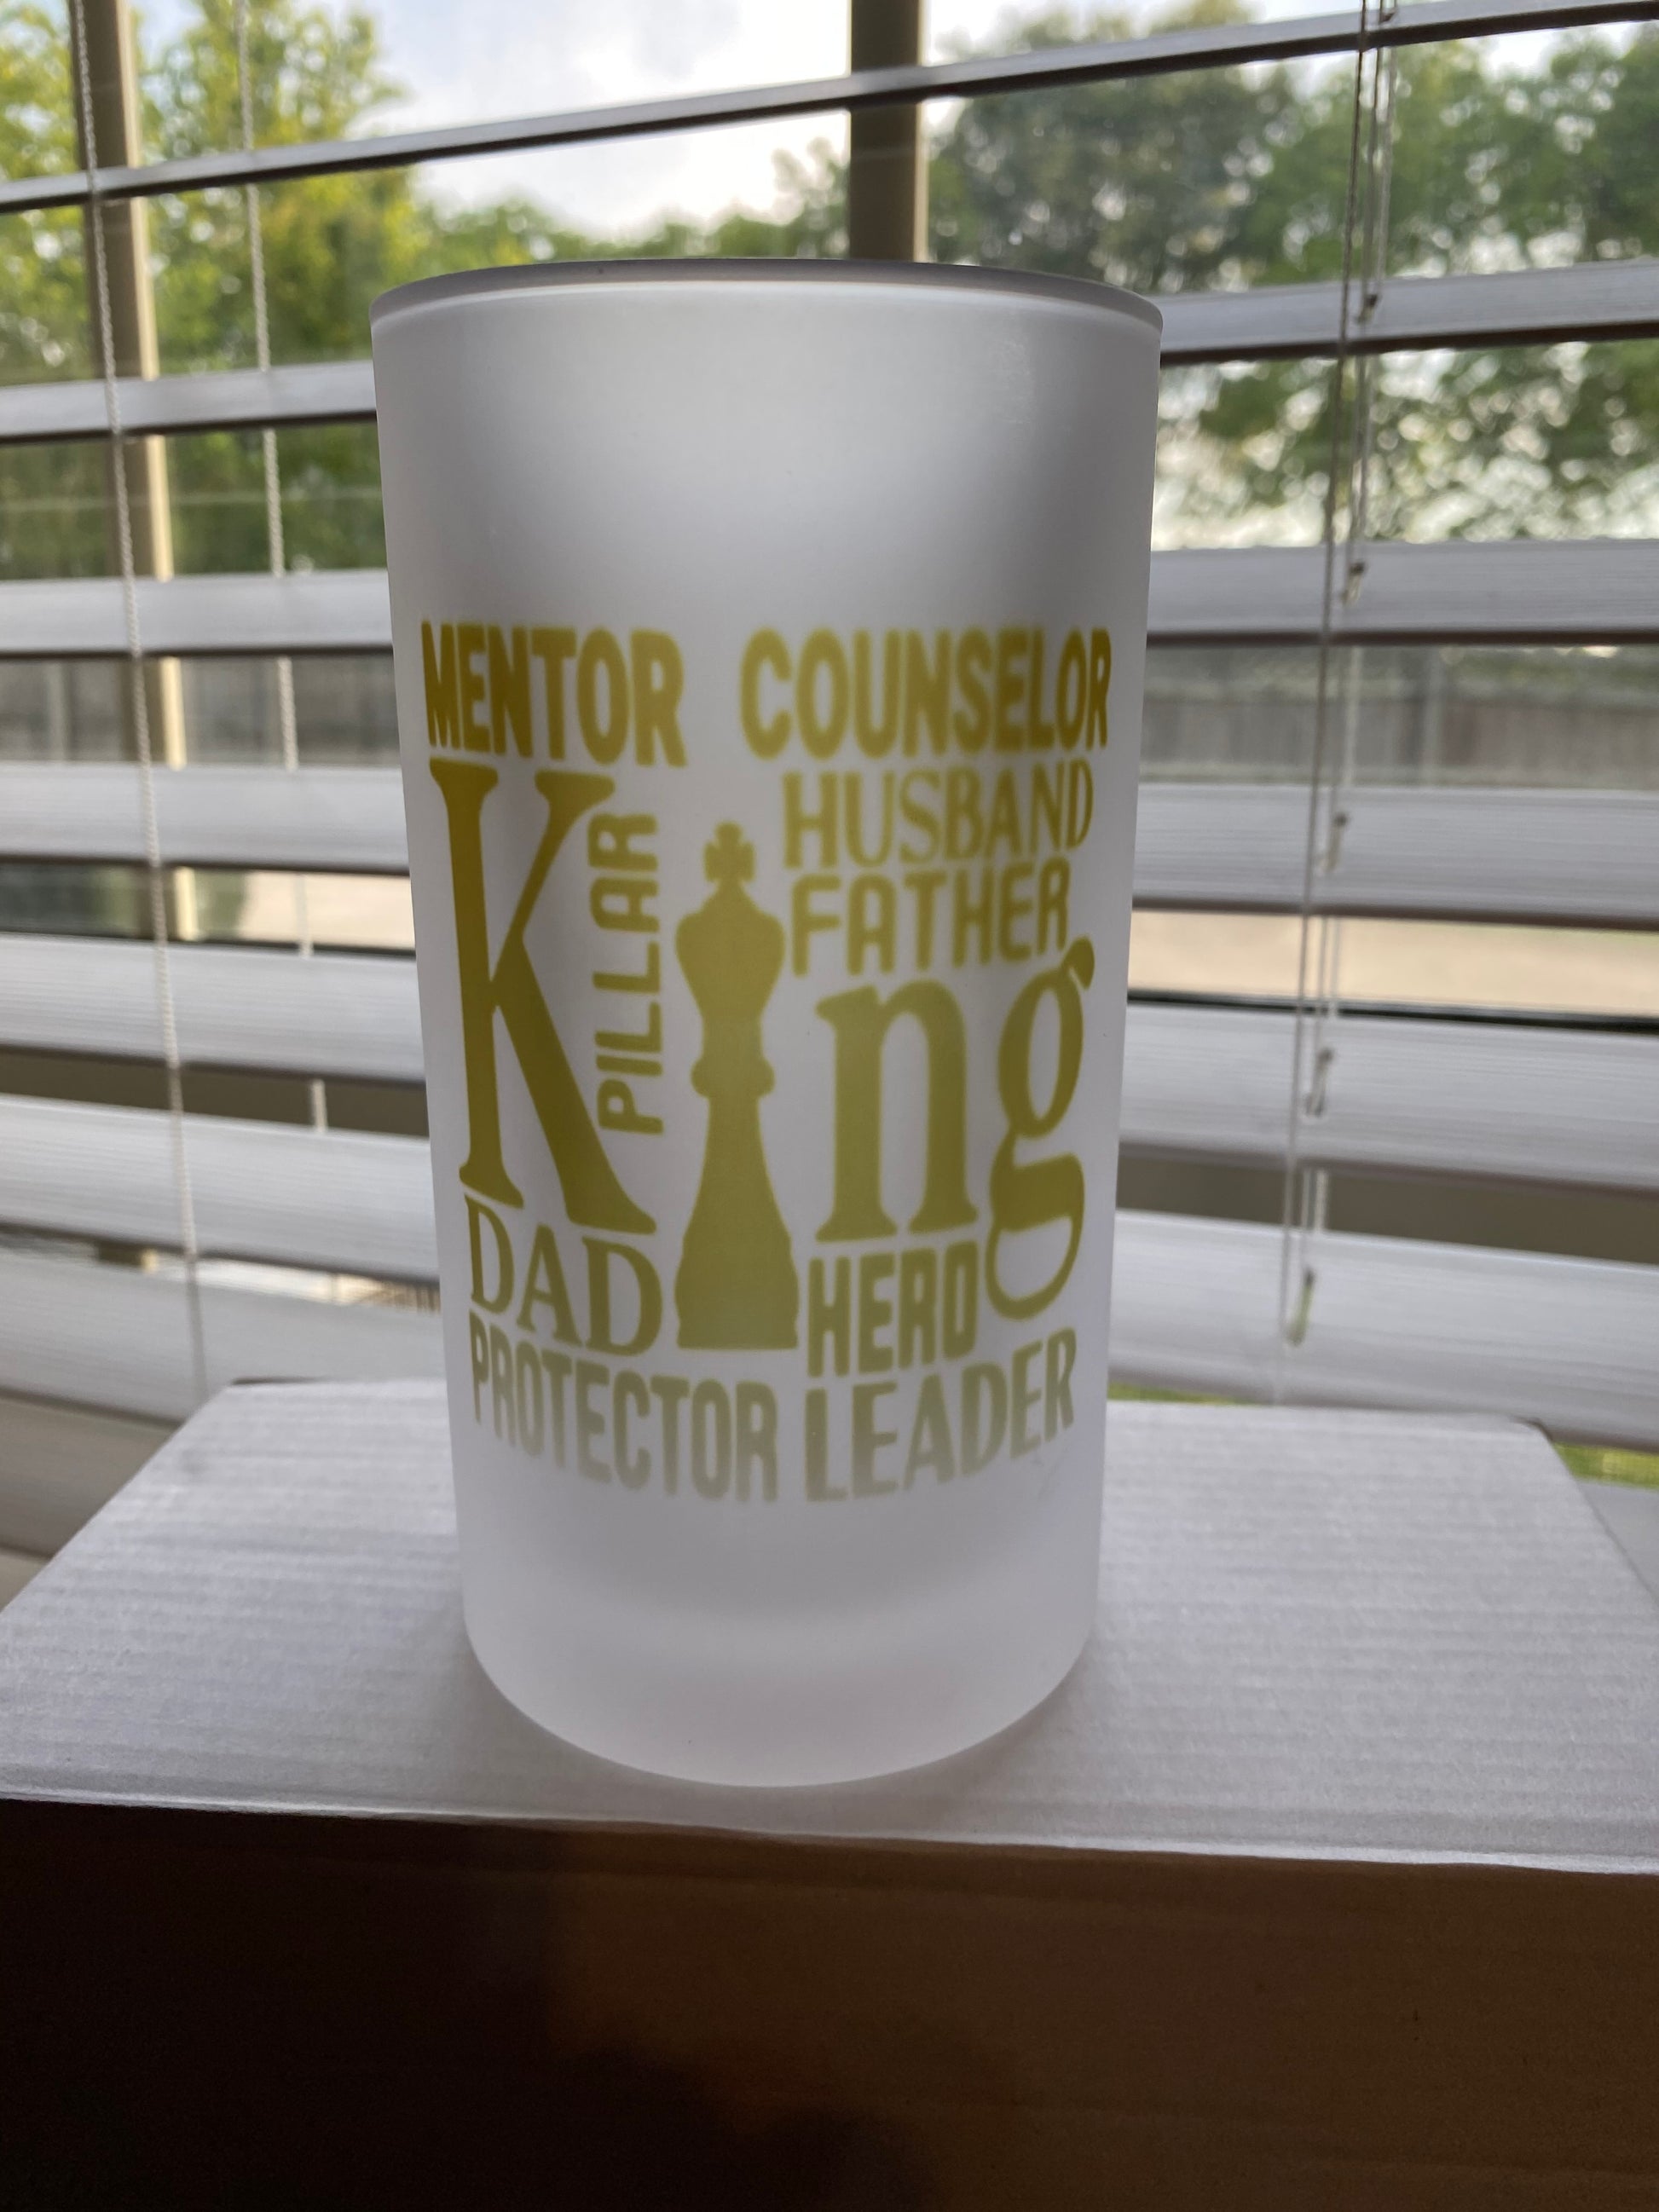 MENTOR COUNSELOR
HUSBAND
FATHER
PILLAR
King
DAD
HERO
PROTECTOR LEADER